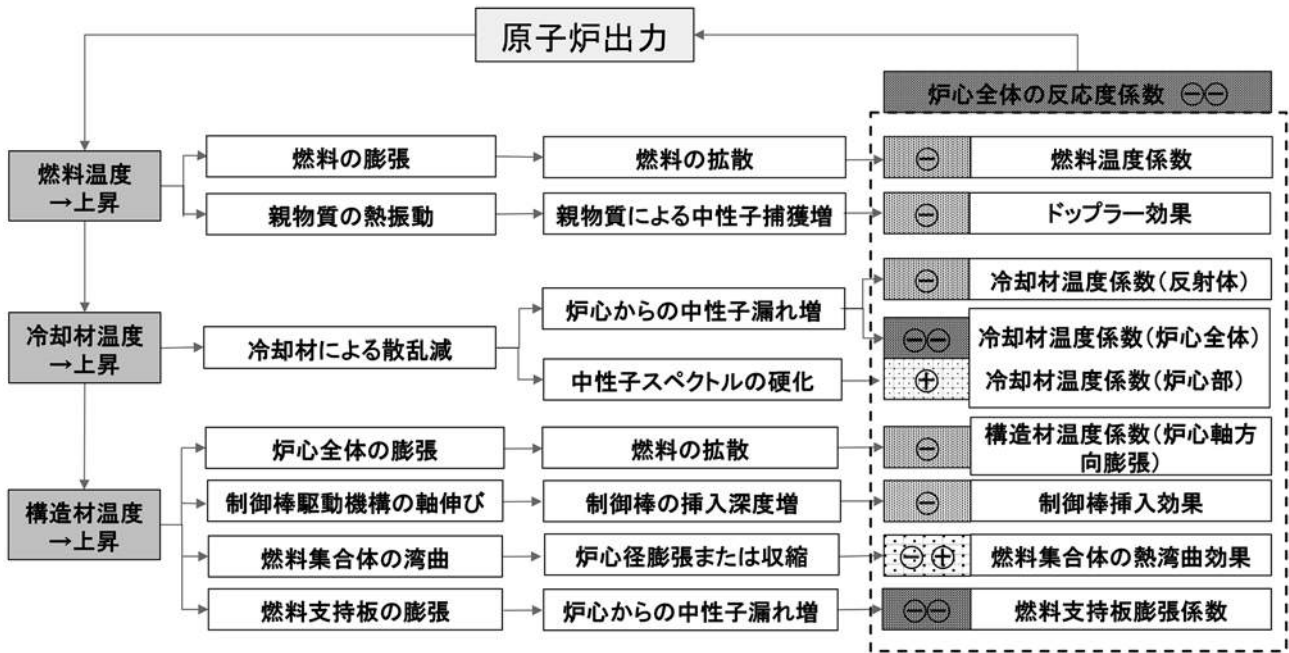 原子炉出力
炉心全体の反応度係数 ⊖⊖
燃料温度
→上昇
燃料の膨張
燃料の拡散
⊖ 燃料温度係数
親物質の熱振動
親物質による中性子捕獲増
⊖ ドップラー効果
冷却材温度
→上昇
冷却材による散乱減
炉心からの中性子漏れ増
⊖ 冷却材温度係数(反射体)
⊖⊖ 冷却材温度係数(炉心全体)
中性子スペクトルの硬化
⊕ 冷却材温度係数(炉心部)
構造材温度
→上昇
炉心全体の膨張
燃料の拡散
⊖ 構造材温度係数(炉心軸方
向膨張)
制御棒駆動機構の軸伸び
制御棒の挿入深度増
⊖ 制御棒挿入効果
燃料集合体の湾曲
炉心径膨張または収縮
⊖⊕ 燃料集合体の熱湾曲効果
燃料支持板の膨張
炉心からの中性子漏れ増
⊖⊖ 燃料支持板膨張係数